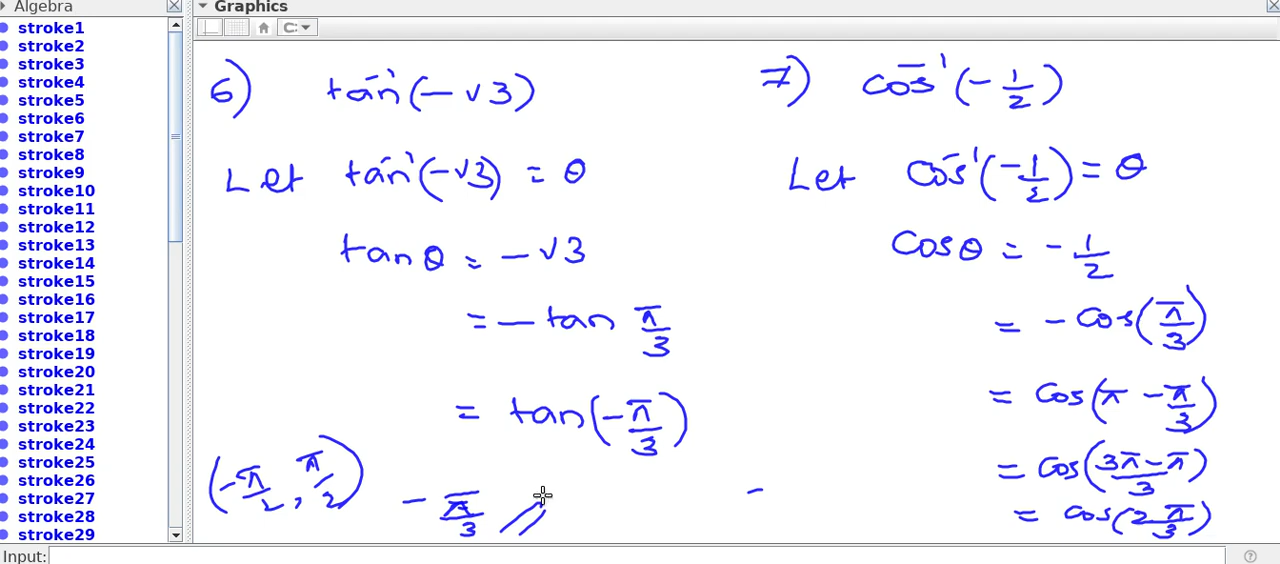 Algebra
Graphics
stroke1
stroke2
stroke3
stroke4
stroke5
stroke6
stroke7
stroke8
stroke9
stroke10
stroke11
stroke12
stroke13
stroke14
stroke15
stroke16
stroke17
stroke18
stroke19
stroke20
stroke21
stroke22
stroke23
stroke24
stroke25
stroke26
stroke27
stroke28
stroke29
6) tan⁻¹(-√3)
Let tan⁻¹(-√3) = θ
tanθ = -√3
= -tan π/3
= tan(-π/3)
(-π/2, π/2) -π/3 //
7) cos⁻¹(-1/2)
Let cos⁻¹(-1/2) = θ
cosθ = -1/2
= -cos(π/3)
= cos(π - π/3)
= cos(3π-π/3)
= cos(2π/3)
-
Input: